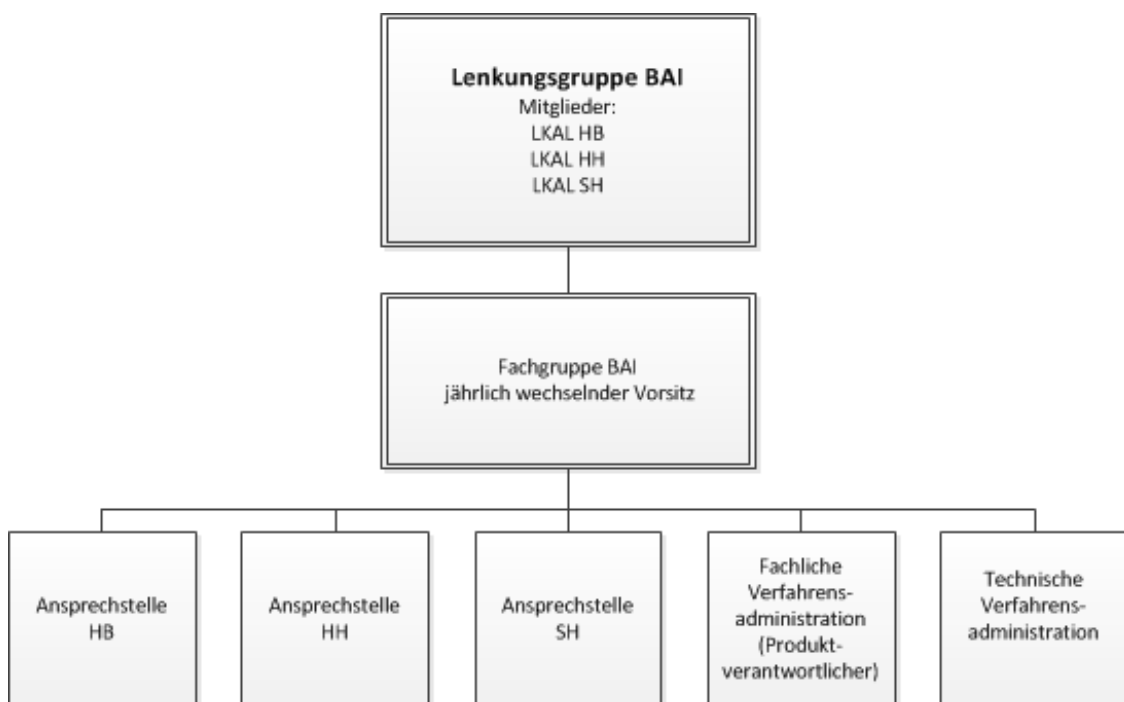 Lenkungsgruppe BAI
Mitglieder:
LKAL HB
LKAL HH
LKAL SH
Fachgruppe BAI
jährlich wechselnder Vorsitz
Ansprechstelle
HB
Ansprechstelle
HH
Ansprechstelle
SH
Fachliche
Verfahrens-
administration
(Produkt-
verantwortlicher)
Technische
Verfahrens-
administration